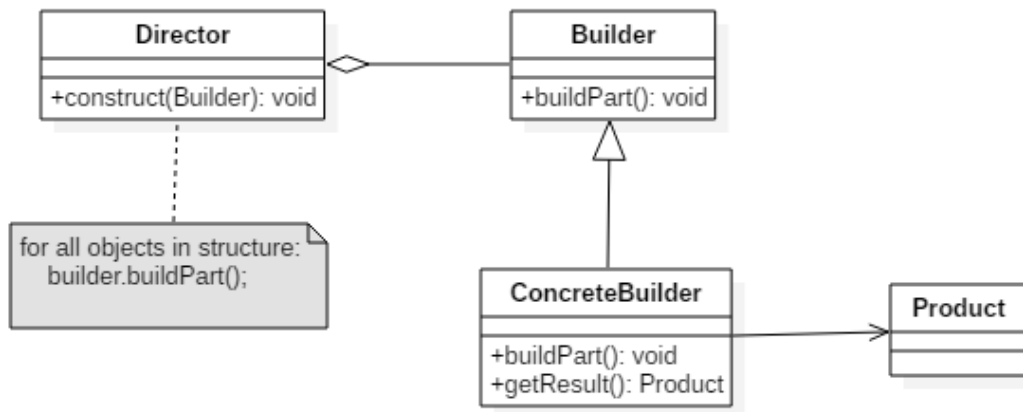 Director
+construct(Builder): void
Builder
+buildPart(): void
for all objects in structure:
builder.buildPart();
ConcreteBuilder
+buildPart(): void
+getResult(): Product
Product